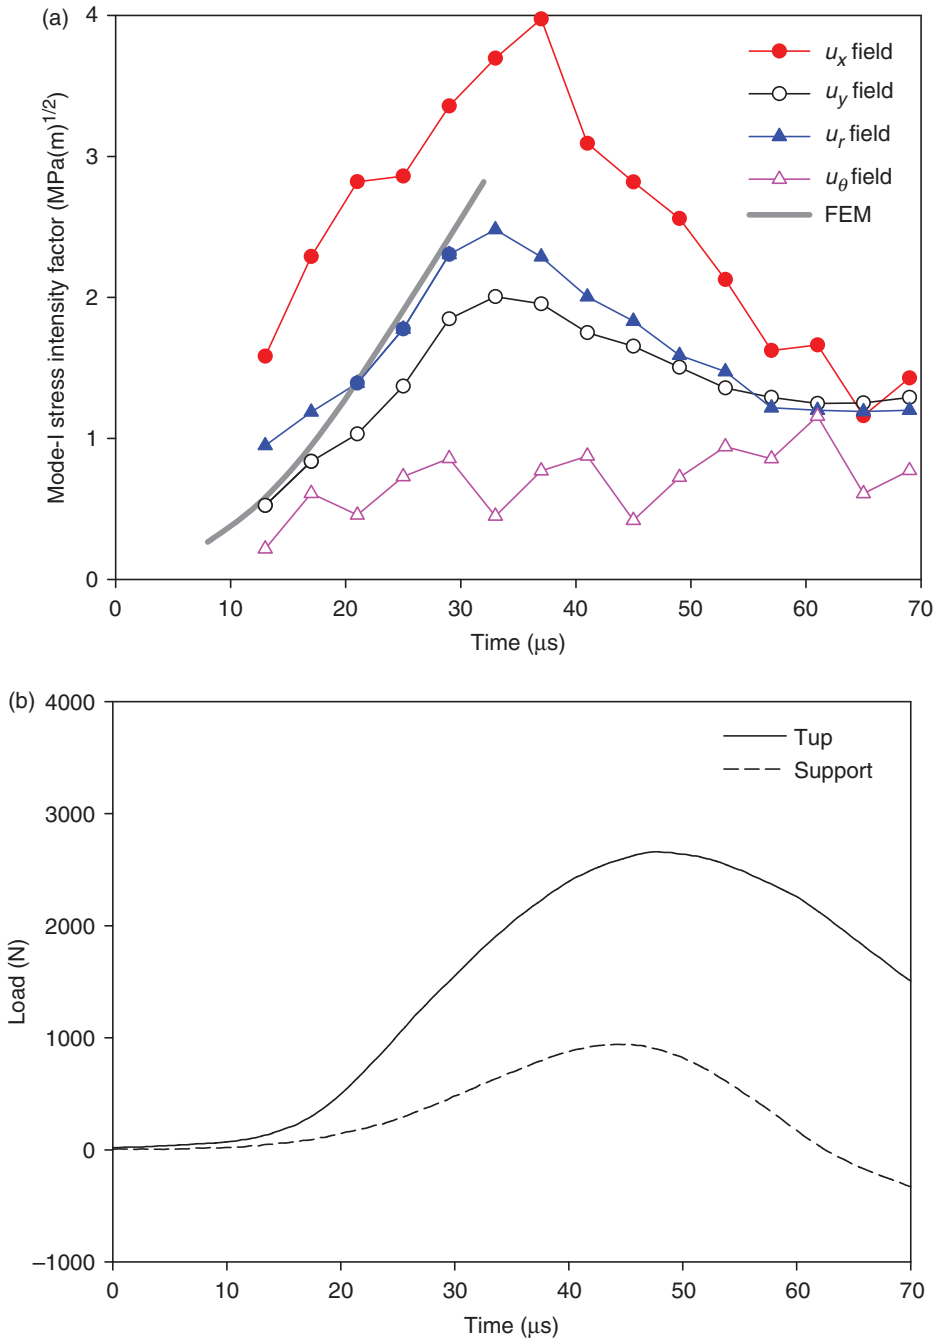 (a)
4
3
2
1
0
Mode-I stress intensity factor (MPa(m)^1/2)
u_x field
u_y field
u_r field
u_θ field
FEM
0 10 20 30 40 50 60 70
Time (μs)
(b)
4000
3000
2000
1000
0
−1000
Load (N)
Tup
Support
0 10 20 30 40 50 60 70
Time (μs)